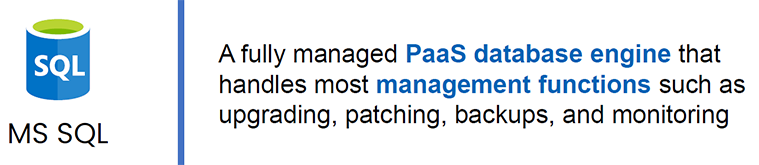 SQL
MS SQL
A fully managed PaaS database engine that
handles most management functions such as
upgrading, patching, backups, and monitoring